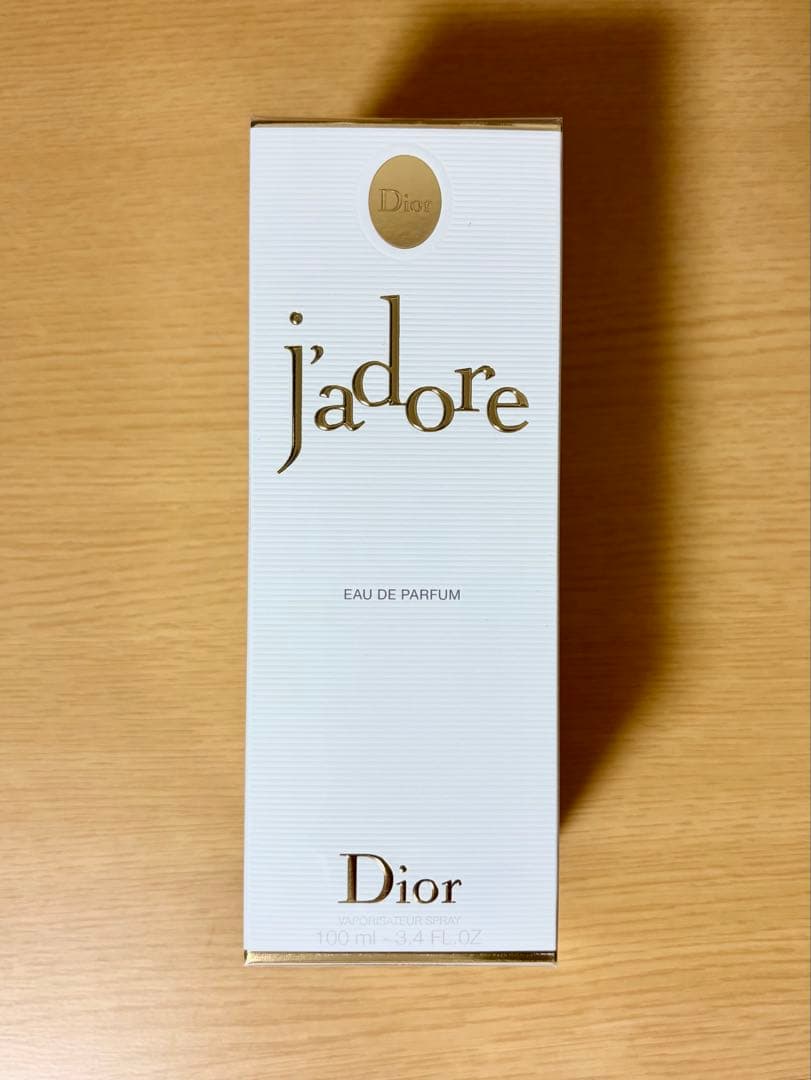 Dior
j'adore
EAU DE PARFUM
Dior
VAPORISATEUR SPRAY
100 ml - 3.4 FL.OZ